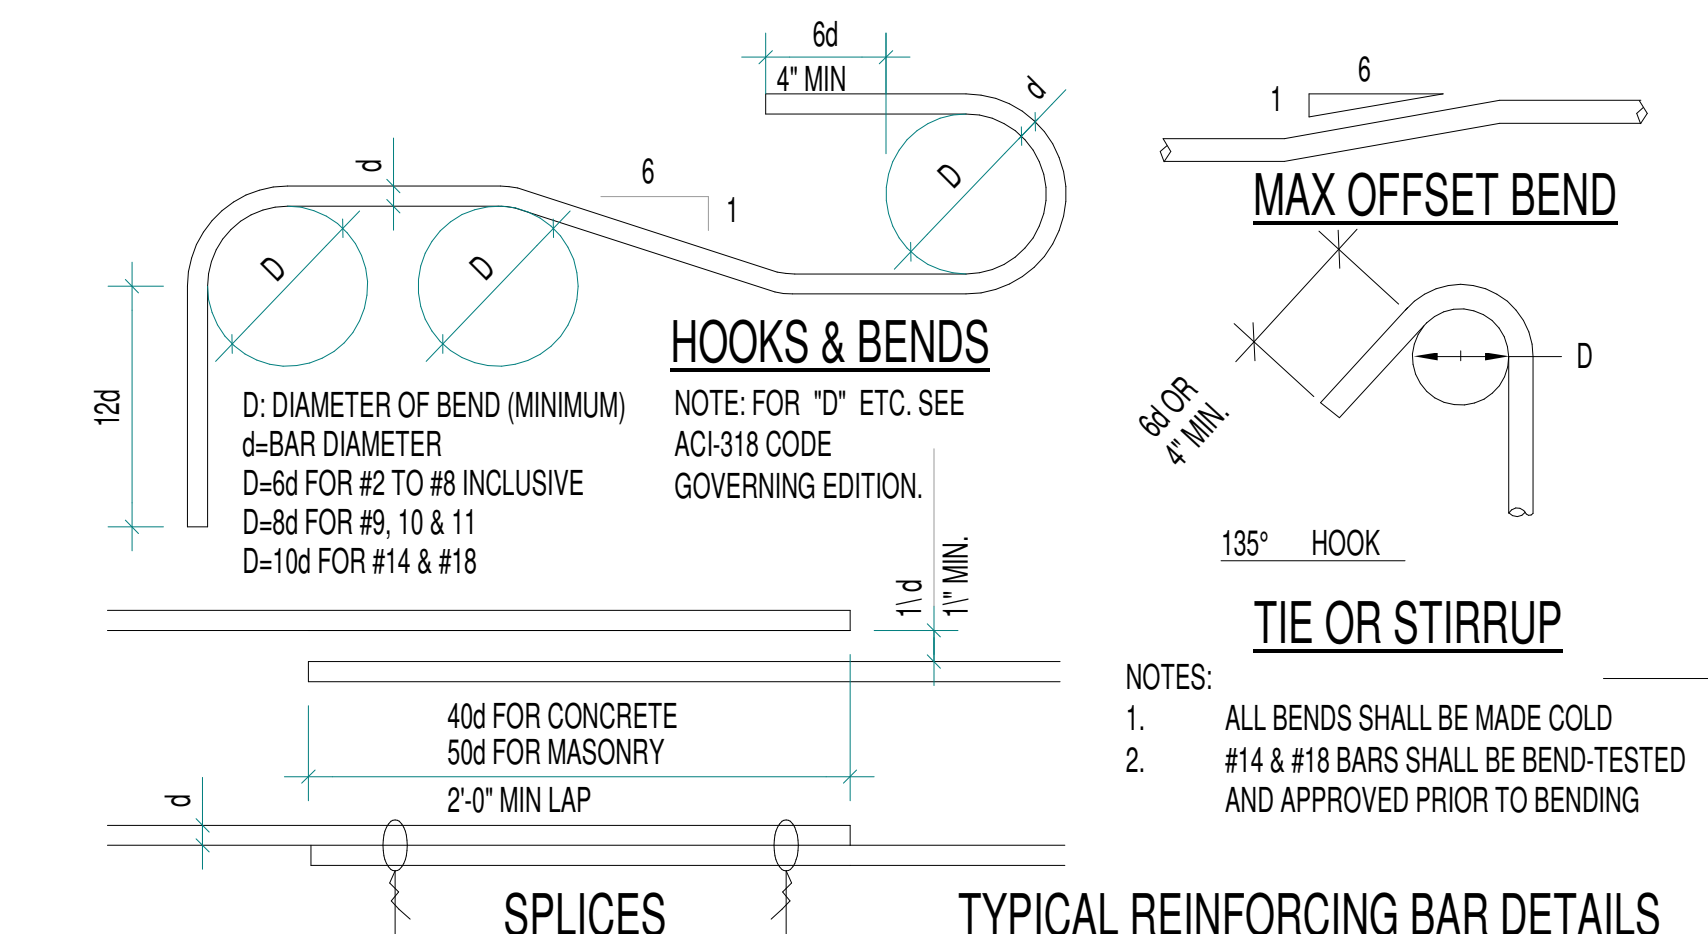 6d
4" MIN
d
D
d
6
1
D
D
12d
HOOKS & BENDS
D: DIAMETER OF BEND (MINIMUM)
d=BAR DIAMETER
D=6d FOR #2 TO #8 INCLUSIVE
D=8d FOR #9, 10 & 11
D=10d FOR #14 & #18
NOTE: FOR "D" ETC. SEE
ACI-318 CODE
GOVERNING EDITION.
6
1
MAX OFFSET BEND
D
6d OR
4" MIN.
135° HOOK
TIE OR STIRRUP
1\ d
1\" MIN.
40d FOR CONCRETE
50d FOR MASONRY
2'-0" MIN LAP
d
SPLICES
NOTES:
1. ALL BENDS SHALL BE MADE COLD
2. #14 & #18 BARS SHALL BE BEND-TESTED
AND APPROVED PRIOR TO BENDING
TYPICAL REINFORCING BAR DETAILS